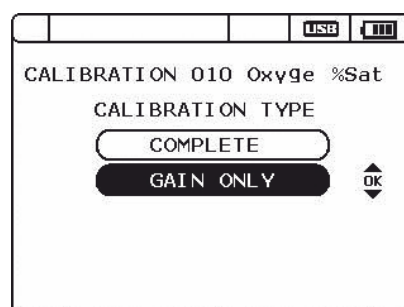 USB
CALIBRATION 010 Oxyge %Sat
CALIBRATION TYPE
COMPLETE
GAIN ONLY
OK